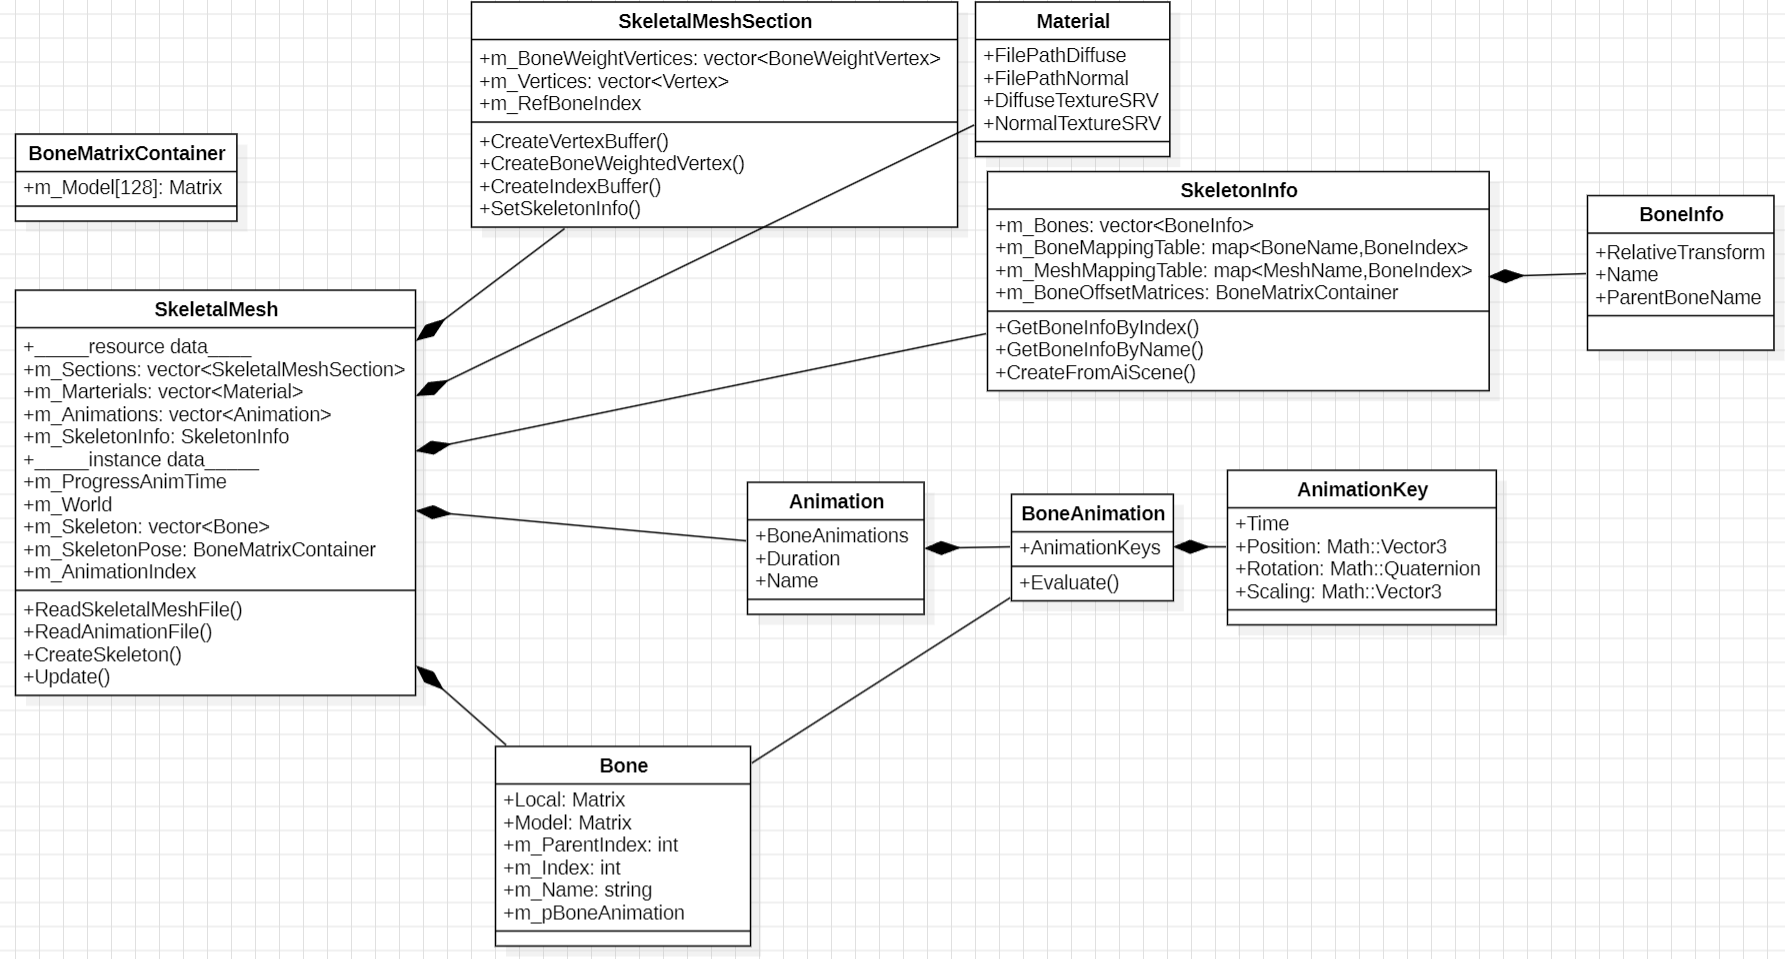 SkeletalMeshSection
+m_BoneWeightVertices: vector<BoneWeightVertex>
+m_Vertices: vector<Vertex>
+m_RefBoneIndex
+CreateVertexBuffer()
+CreateBoneWeightedVertex()
+CreateIndexBuffer()
+SetSkeletonInfo()
Material
+FilePathDiffuse
+FilePathNormal
+DiffuseTextureSRV
+NormalTextureSRV
BoneMatrixContainer
+m_Model[128]: Matrix
SkeletonInfo
+m_Bones: vector<BoneInfo>
+m_BoneMappingTable: map<BoneName,BoneIndex>
+m_MeshMappingTable: map<MeshName,BoneIndex>
+m_BoneOffsetMatrices: BoneMatrixContainer
+GetBoneInfoByIndex()
+GetBoneInfoByName()
+CreateFromAiScene()
BoneInfo
+RelativeTransform
+Name
+ParentBoneName
SkeletalMesh
+_____resource data____
+m_Sections: vector<SkeletalMeshSection>
+m_Marterials: vector<Material>
+m_Animations: vector<Animation>
+m_SkeletonInfo: SkeletonInfo
+_____instance data_____
+m_ProgressAnimTime
+m_World
+m_Skeleton: vector<Bone>
+m_SkeletonPose: BoneMatrixContainer
+m_AnimationIndex
+ReadSkeletalMeshFile()
+ReadAnimationFile()
+CreateSkeleton()
+Update()
Animation
+BoneAnimations
+Duration
+Name
BoneAnimation
+AnimationKeys
+Evaluate()
AnimationKey
+Time
+Position: Math::Vector3
+Rotation: Math::Quaternion
+Scaling: Math::Vector3
Bone
+Local: Matrix
+Model: Matrix
+m_ParentIndex: int
+m_Index: int
+m_Name: string
+m_pBoneAnimation